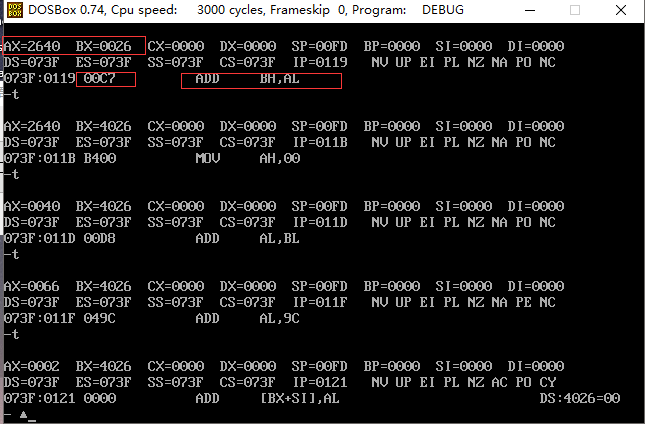 DOSBox 0.74, Cpu speed: 3000 cycles, Frameskip 0, Program: DEBUG
AX=2640 BX=0026 CX=0000 DX=0000 SP=00FD BP=0000 SI=0000 DI=0000
DS=073F ES=073F SS=073F CS=073F IP=0119 NV UP EI PL NZ NA PO NC
073F:0119 00C7 ADD BH,AL
-t
AX=2640 BX=4026 CX=0000 DX=0000 SP=00FD BP=0000 SI=0000 DI=0000
DS=073F ES=073F SS=073F CS=073F IP=011B NV UP EI PL NZ NA PO NC
073F:011B B400 MOV AH,00
-t
AX=0040 BX=4026 CX=0000 DX=0000 SP=00FD BP=0000 SI=0000 DI=0000
DS=073F ES=073F SS=073F CS=073F IP=011D NV UP EI PL NZ NA PO NC
073F:011D 00D8 ADD AL,BL
-t
AX=0066 BX=4026 CX=0000 DX=0000 SP=00FD BP=0000 SI=0000 DI=0000
DS=073F ES=073F SS=073F CS=073F IP=011F NV UP EI PL NZ NA PE NC
073F:011F 049C ADD AL,9C
-t
AX=0002 BX=4026 CX=0000 DX=0000 SP=00FD BP=0000 SI=0000 DI=0000
DS=073F ES=073F SS=073F CS=073F IP=0121 NV UP EI PL NZ AC PO CY
073F:0121 0000 ADD [BX+SI],AL DS:4026=00
- ▲_